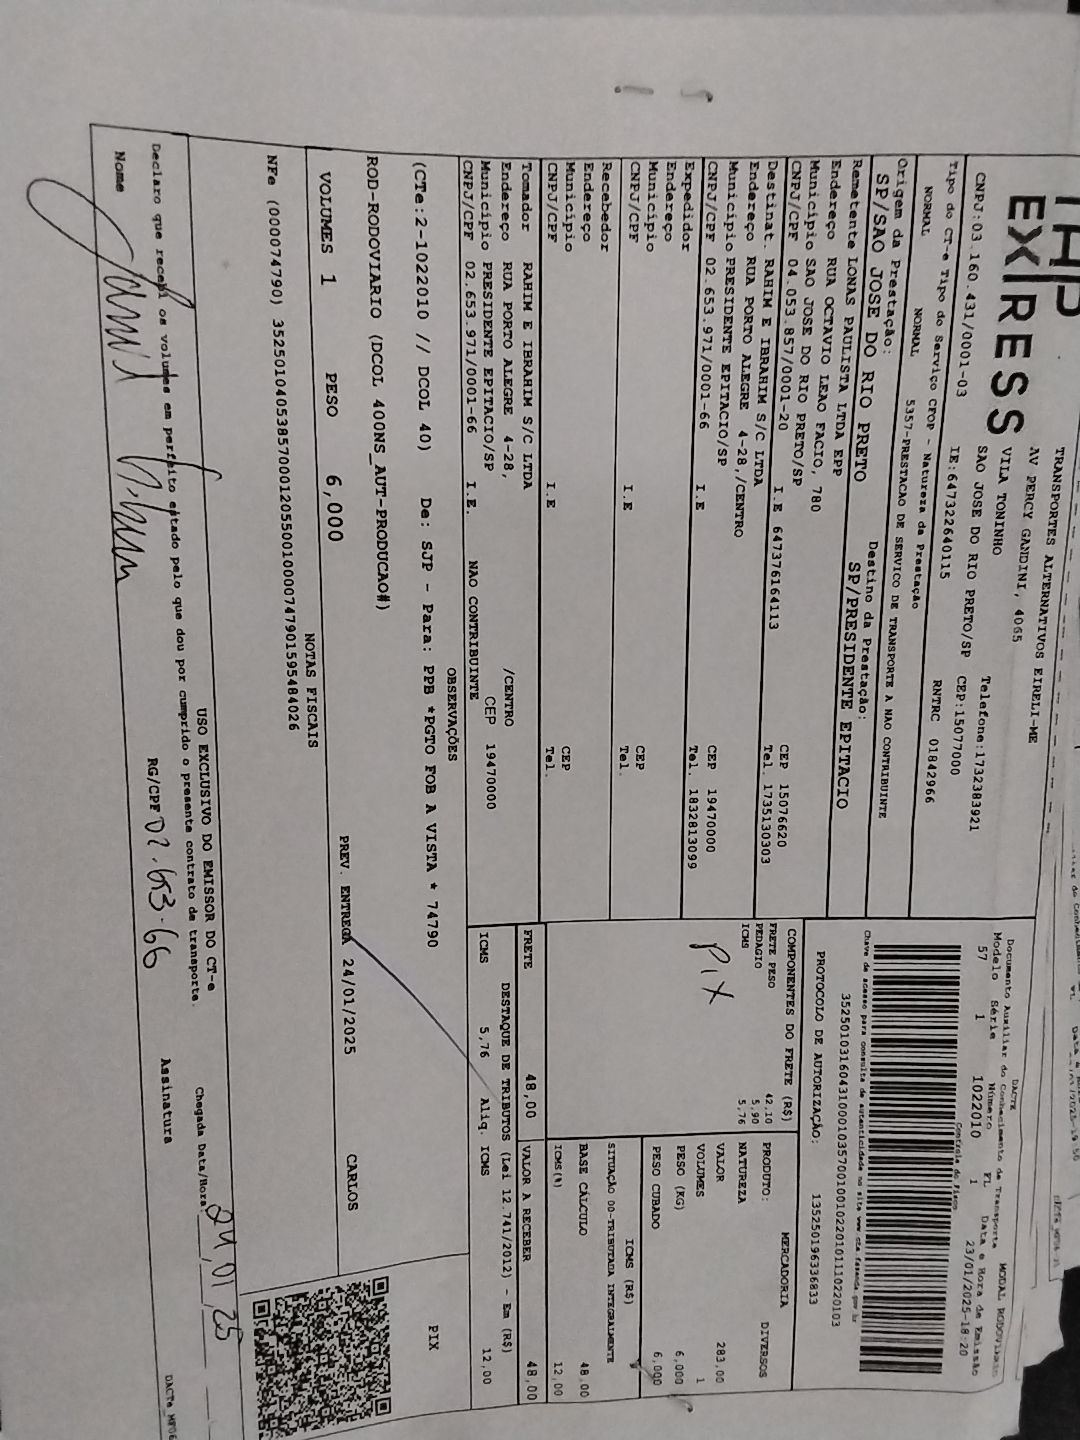 EXPRESS
TRANSPORTES ALTERNATIVOS EIRELI-ME
AV PERCY GANDINI, 4065
VILA TONINHO
SAO JOSE DO RIO PRETO/SP CEP:15077000
CNPJ:03.160.431/0001-03 IE:647322640115 Telefone:1732383921
Tipo do CT-e Tipo do Serviço CFOP - Natureza da Prestação RNTRC 01842966
NORMAL NORMAL 5357-PRESTACAO DE SERVICO DE TRANSPORTE A NAO CONTRIBUINTE
Origem da Prestação: Destino da Prestação:
SP/SAO JOSE DO RIO PRETO SP/PRESIDENTE EPITACIO
DACTE
Documento Auxiliar do Conhecimento de Transporte MODAL RODOVIARIO
Modelo Série Número FL Data e Hora de Emissão
57 1 1022010 1 23/01/2025-18:20
Controle do Fisco
Chave de acesso para consulta de autenticidade no site www.cte.fazenda.gov.br
35250103160431000103570010010220101110220103
PROTOCOLO DE AUTORIZAÇÃO: 135250196336833
Remetente LONAS PAULISTA LTDA EPP
Endereço RUA OCTAVIO LEAO FACIO, 780
Município SAO JOSE DO RIO PRETO/SP CEP 15076620
CNPJ/CPF 04.053.857/0001-20 I.E 647376164113 Tel. 1735130303
Destinat. RAHIM E IBRAHIM S/C LTDA
Endereço RUA PORTO ALEGRE 4-28,/CENTRO
Município PRESIDENTE EPITACIO/SP CEP 19470000
CNPJ/CPF 02.653.971/0001-66 I.E Tel. 1832813099
Expedidor
Endereço
Município CEP
CNPJ/CPF I.E Tel.
Recebedor
Endereço
Município CEP
CNPJ/CPF I.E Tel.
Tomador RAHIM E IBRAHIM S/C LTDA
Endereço RUA PORTO ALEGRE 4-28, /CENTRO
Município PRESIDENTE EPITACIO/SP CEP 19470000
CNPJ/CPF 02.653.971/0001-66 I.E. NAO CONTRIBUINTE
COMPONENTES DO FRETE (R$)
FRETE PESO 42,10
PEDAGIO 5,90
ICMS 5,76
PIX
PRODUTO: MERCADORIA DIVERSOS
NATUREZA
VALOR 283,00
VOLUMES 1
PESO (KG) 6,000
PESO CUBADO 6,000
ICMS (R$)
SITUAÇÃO 00-TRIBUTADA INTEGRALMENTE
BASE CÁLCULO 48,00
ICMS(%) 12,00
FRETE 48,00 VALOR A RECEBER 48,00
DESTAQUE DE TRIBUTOS (Lei 12.741/2012) - Em (R$)
ICMS 5,76 Aliq. ICMS 12,00
OBSERVAÇÕES
(CTe:2-1022010 // DCOL 40) De: SJP - Para: PPB *PGTO FOB A VISTA * 74790
PIX
ROD-RODOVIARIO (DCOL 400NS_AUT-PRODUCAO#)
VOLUMES 1 PESO 6,000 PREV. ENTREGA 24/01/2025 CARLOS
NOTAS FISCAIS
NFe (000074790) 35250104053857000120550010000747901595484026
USO EXCLUSIVO DO EMISSOR DO CT-e
Declaro que recebi os volumes em perfeito estado pelo que dou por cumprido o presente contrato de transporte.
Chegada Data/Hora 24/01/25
Nome RG/CPF 02.653-66 Assinatura